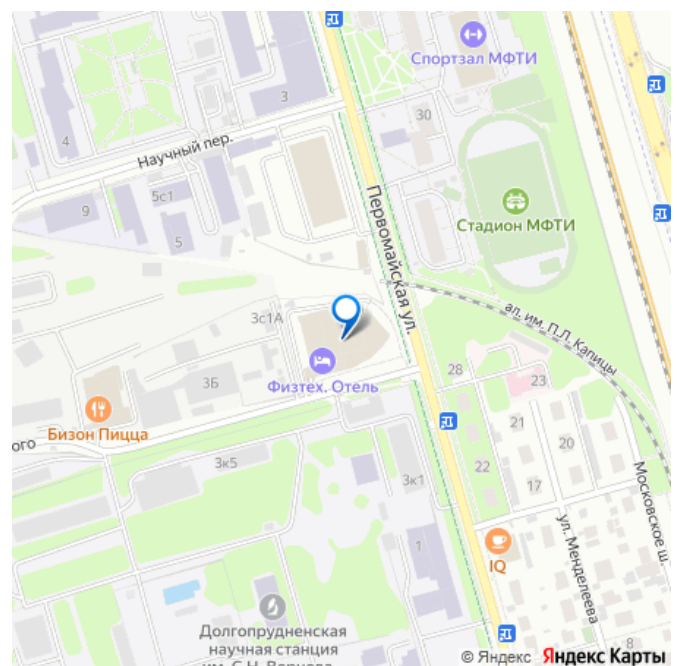 Спортзал МФТИ
3
30
4
Научный пер.
5с1
9
5
Первомайская ул.
Стадион МФТИ
3с1А
ал. им. П.Л. Капицы
28
23
Физтех. Отель
3Б
Бизон Пицца
ого
21
20
22
17
3к5
3к1
Московское ш.
1
IQ
ул. Менделеева
Долгопрудненская
научная станция
им. С.Н. Вернова
8
© Яндекс Яндекс Карты